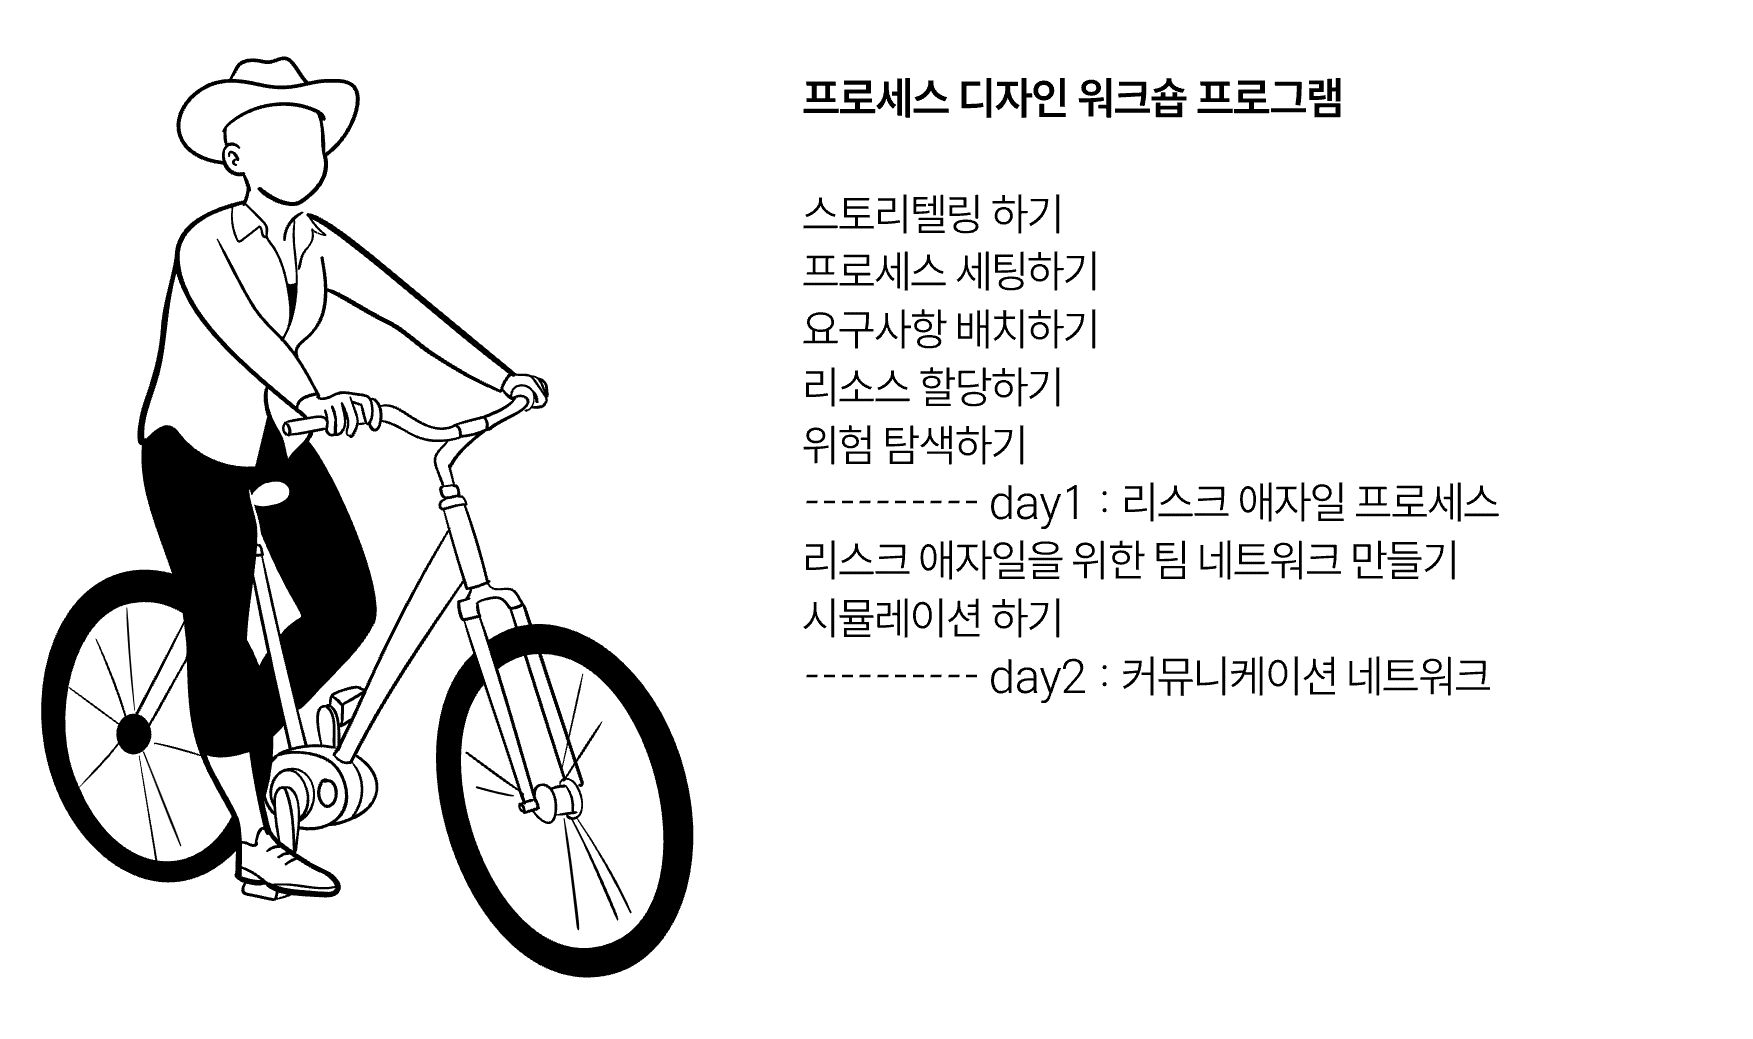 프로세스 디자인 워크숍 프로그램
스토리텔링 하기
프로세스 세팅하기
요구사항 배치하기
리소스 할당하기
위험 탐색하기
---------- day1 : 리스크 애자일 프로세스
리스크 애자일을 위한 팀 네트워크 만들기
시뮬레이션 하기
---------- day2 : 커뮤니케이션 네트워크